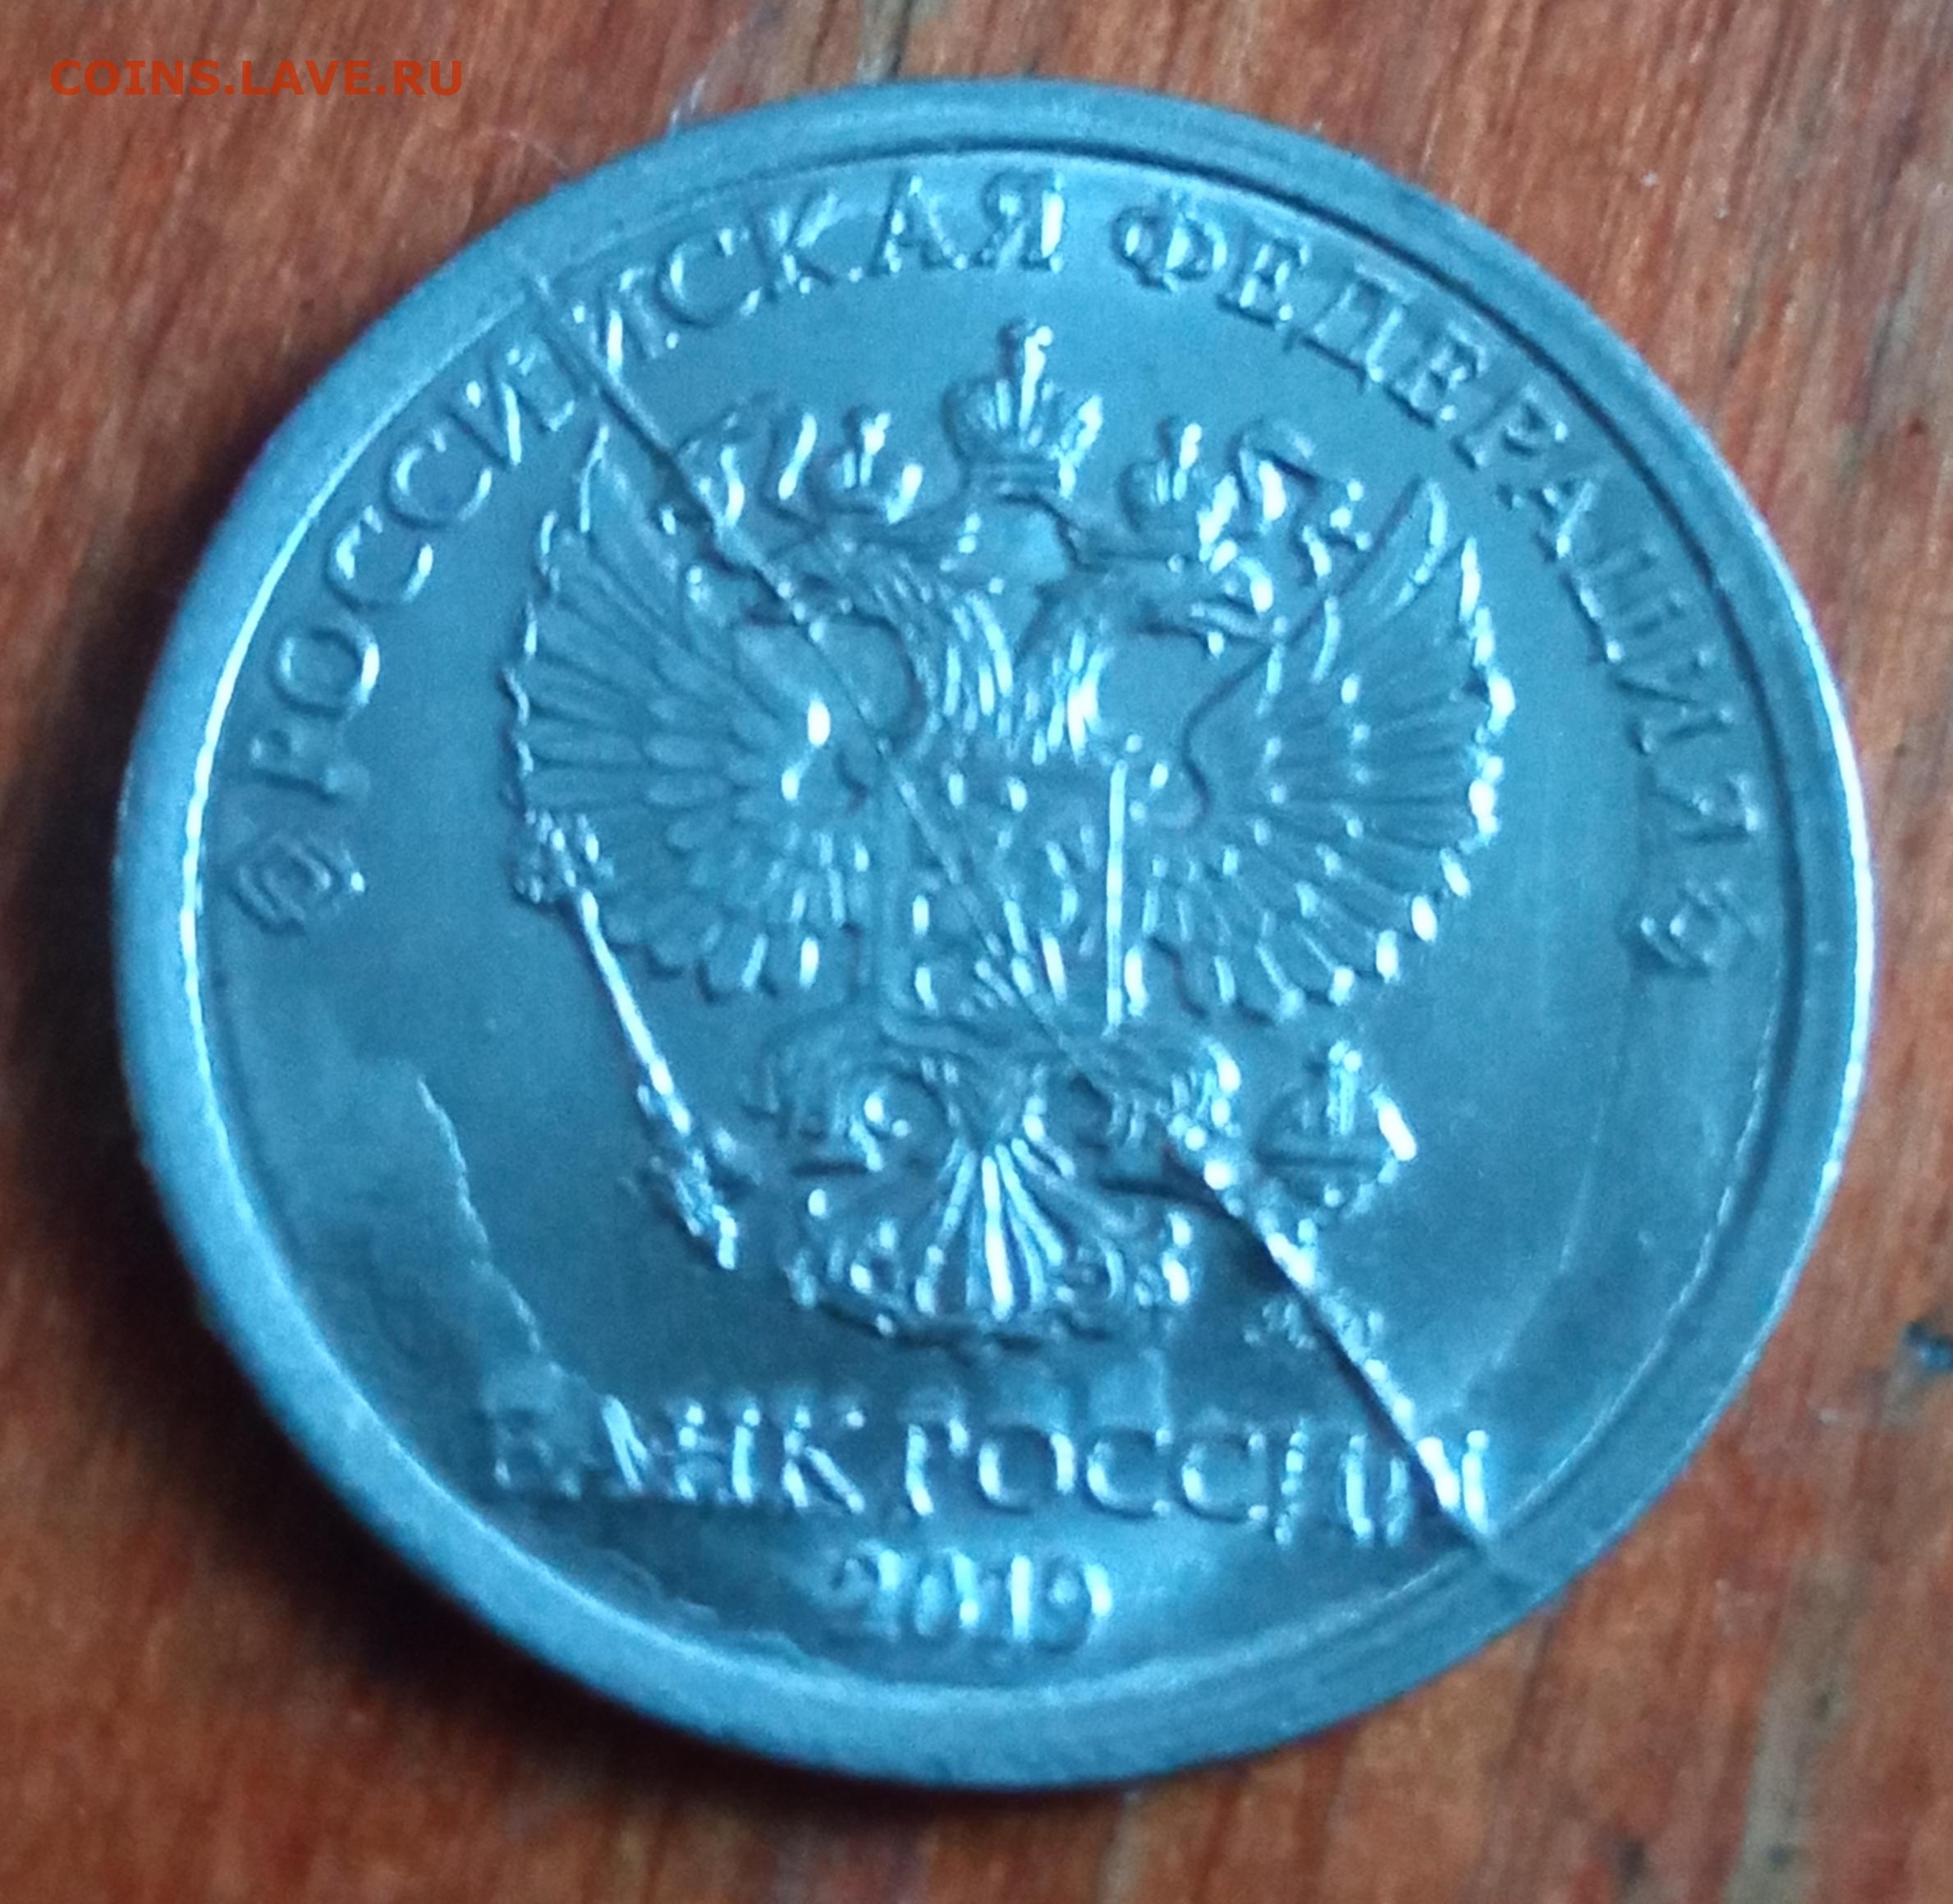 COINS.LAVE.RU
РОССИЙСКАЯ ФЕДЕРАЦИЯ
БАНК РОССИИ
2019